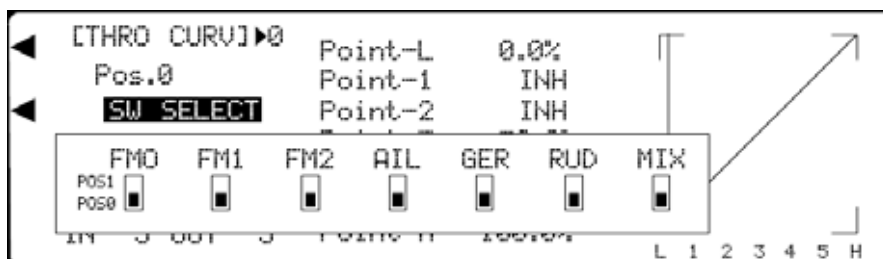 [THRO CURV]▶0
Pos.0
SW SELECT
Point-L 0.0%
Point-1 INH
Point-2 INH
FM0 FM1 FM2 AIL GER RUD MIX
POS1
POS0
L 1 2 3 4 5 H